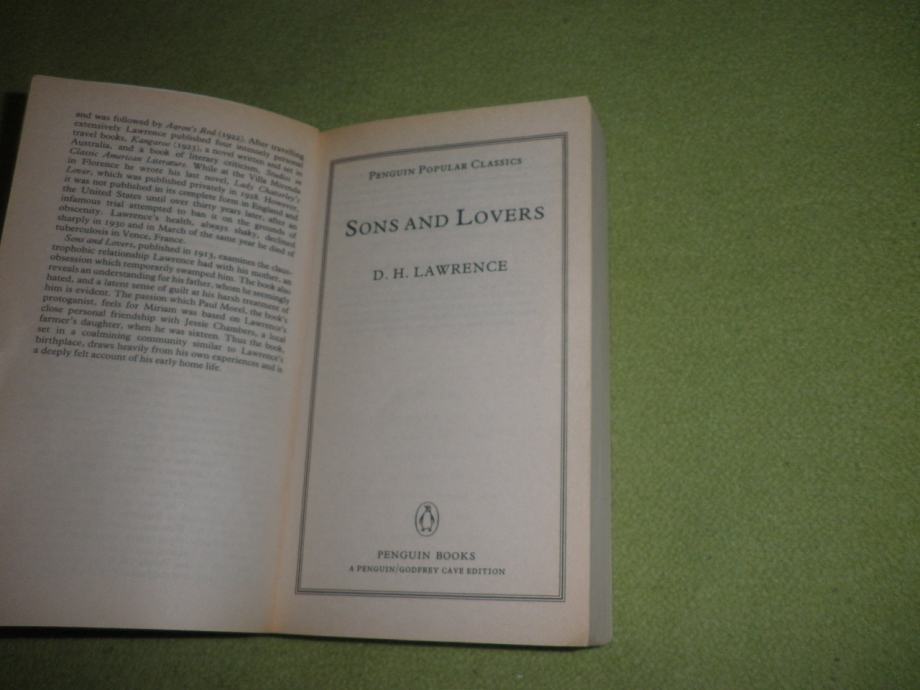 and was followed by Aaron's Rod (1922). After travelling
extensively Lawrence published four intensely personal
travel books, Kangaroo (1923), a novel written and set in
Australia, and a book of literary criticism, Studies in
Classic American Literature. While at the Villa Mirenda
in Florence he wrote his last novel, Lady Chatterley's
Lover, which was published privately in 1928. However,
it was not published in its complete form in England and
the United States until over thirty years later, after an
infamous trial attempted to ban it on the grounds of
obscenity. Lawrence's health, always shaky, declined
sharply in 1930 and in March of the same year he died of
tuberculosis in Vence, France.
Sons and Lovers, published in 1913, examines the claus-
trophobic relationship Lawrence had with his mother, an
obsession which temporarily swamped him. The book also
reveals an understanding for his father, whom he seemingly
hated, and a latent sense of guilt at his harsh treatment of
him is evident. The passion which Paul Morel, the book's
protoganist, feels for Miriam was based on Lawrence's
close personal friendship with Jessie Chambers, a local
farmer's daughter, when he was sixteen. Thus the book,
set in a coalmining community similar to Lawrence's
birthplace, draws heavily from his own experiences and is
a deeply felt account of his early home life.
PENGUIN POPULAR CLASSICS
SONS AND LOVERS
D. H. LAWRENCE
PENGUIN BOOKS
A PENGUIN/GODFREY CAVE EDITION